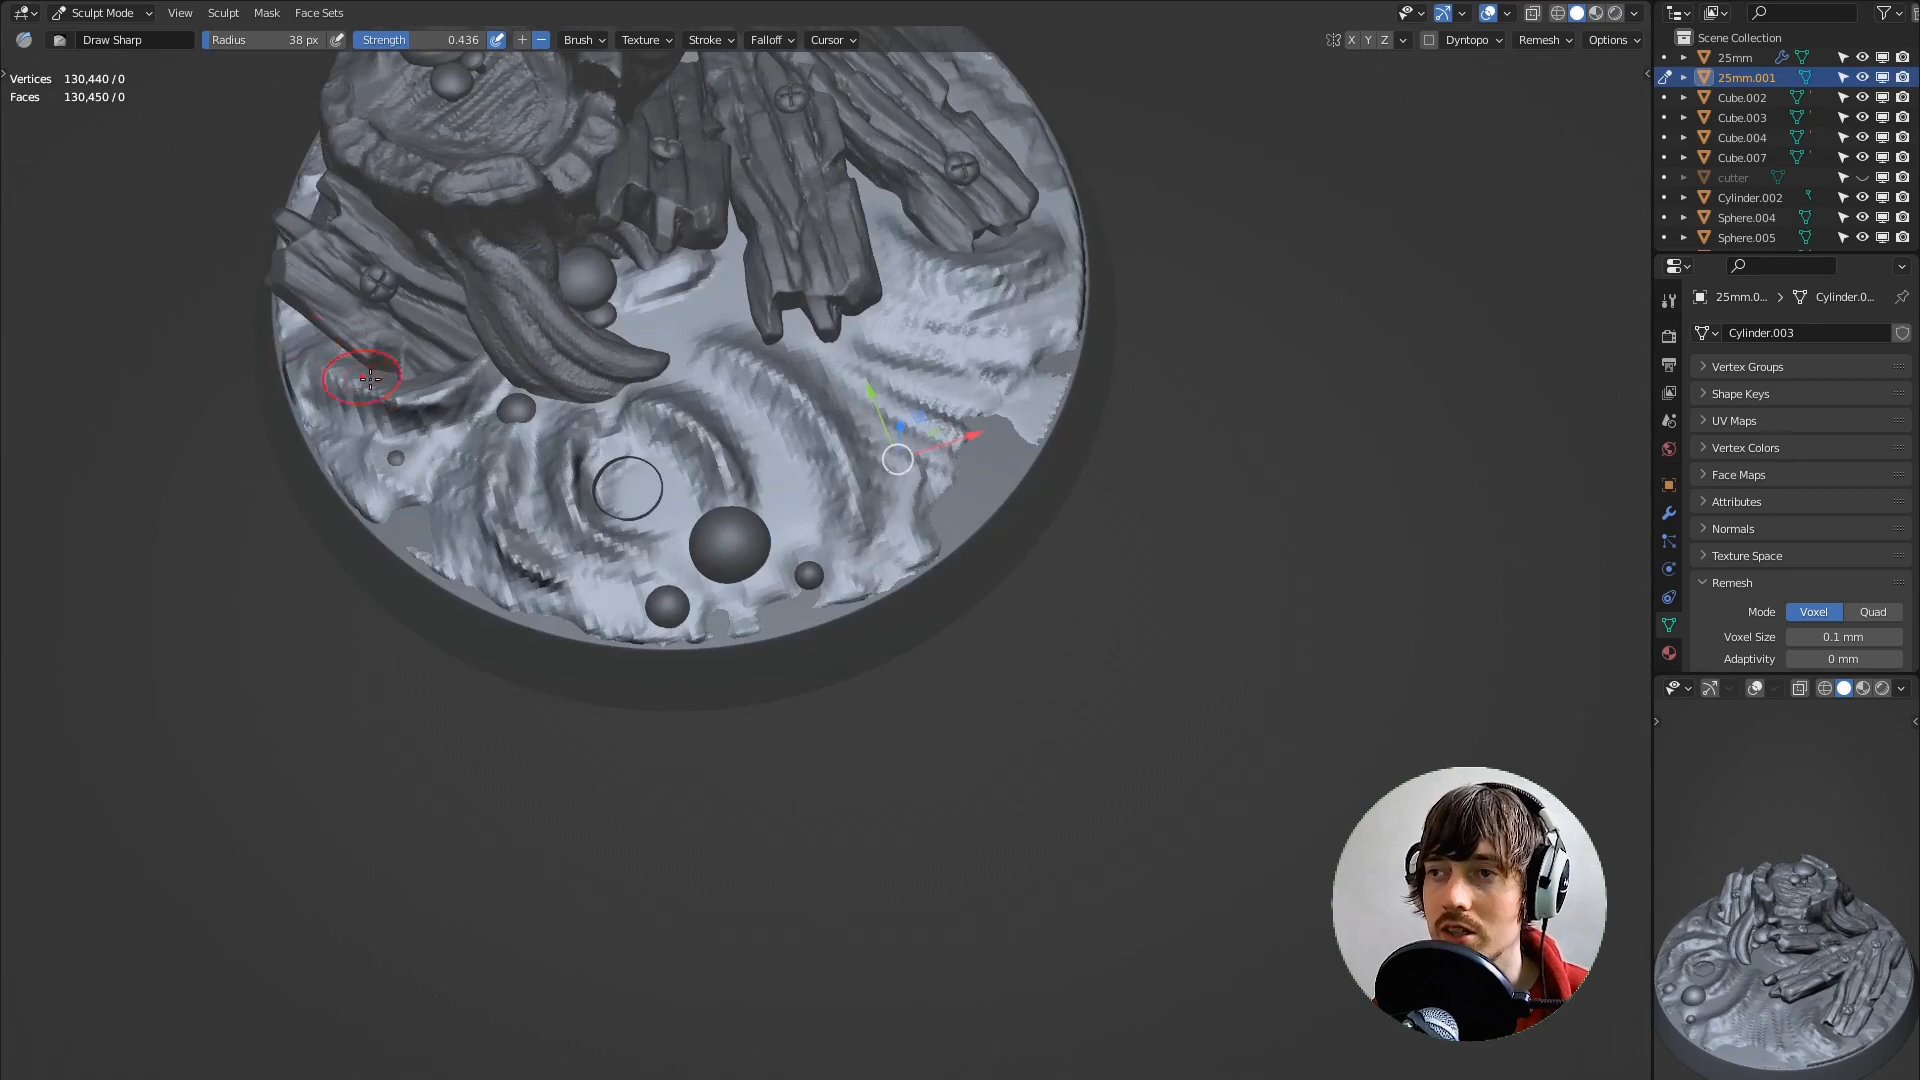 Sculpt Mode View Sculpt Mask Face Sets
Draw Sharp Radius 38 px Strength 0.436 Brush Texture Stroke Falloff Cursor X Y Z Dyntopo Remesh Options
Vertices 130,440 / 0
Faces 130,450 / 0
Scene Collection
25mm
25mm.001
Cube.002
Cube.003
Cube.004
Cube.007
cutter
Cylinder.002
Sphere.004
Sphere.005
25mm.0... Cylinder.0...
Cylinder.003
Vertex Groups
Shape Keys
UV Maps
Vertex Colors
Face Maps
Attributes
Normals
Texture Space
Remesh
Mode Voxel Quad
Voxel Size 0.1 mm
Adaptivity 0 mm